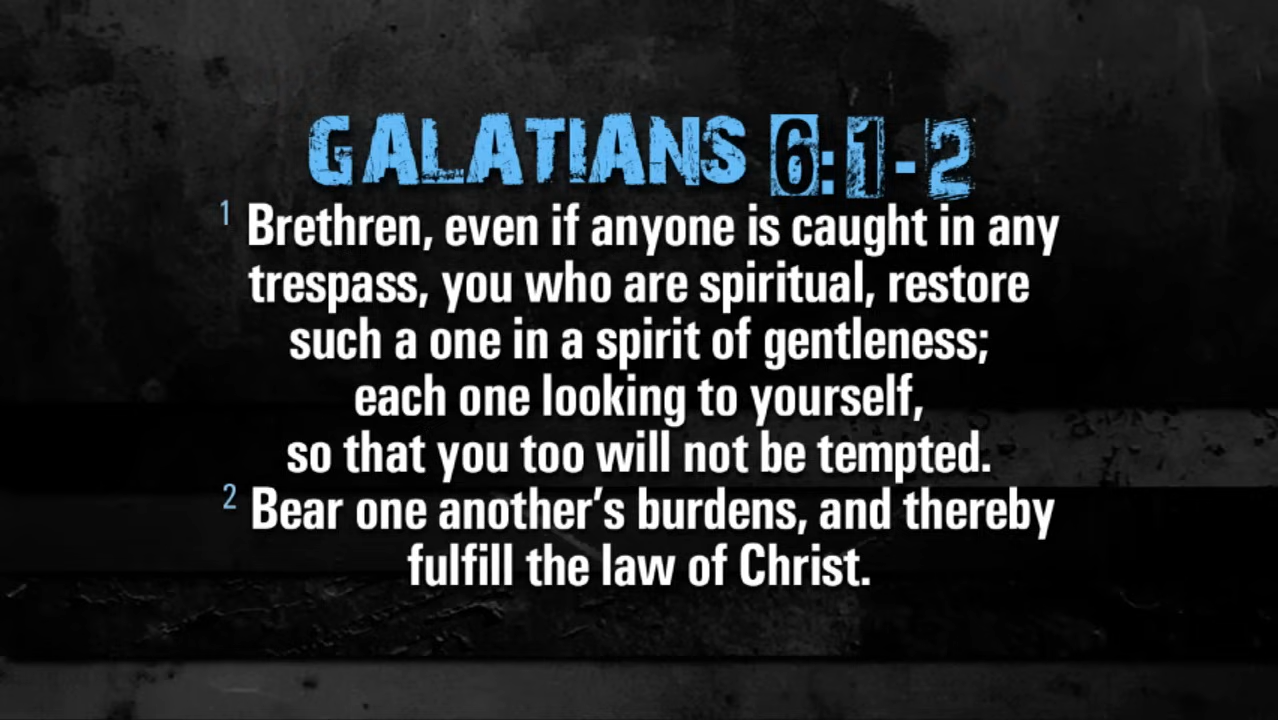 GALATIANS 6:1-2
1 Brethren, even if anyone is caught in any
trespass, you who are spiritual, restore
such a one in a spirit of gentleness;
each one looking to yourself,
so that you too will not be tempted.
2 Bear one another’s burdens, and thereby
fulfill the law of Christ.